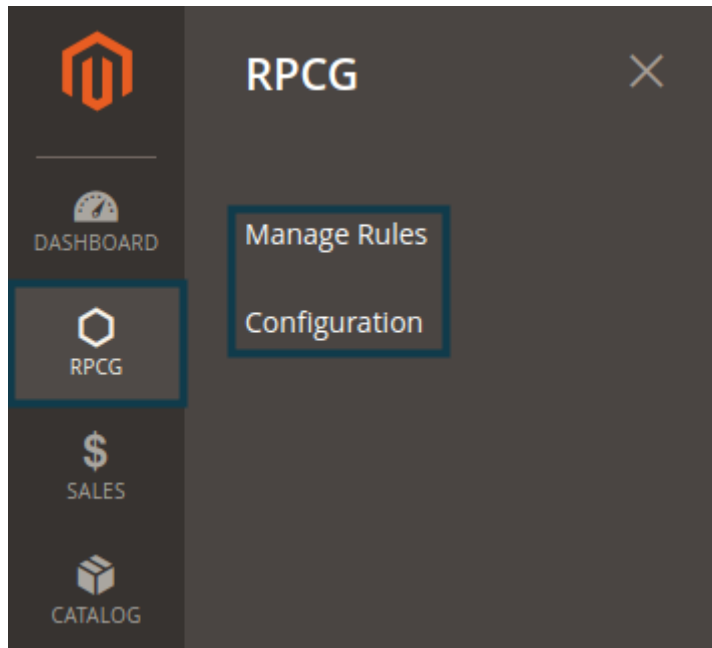 RPCG
DASHBOARD
Manage Rules
RPCG
Configuration
SALES
CATALOG